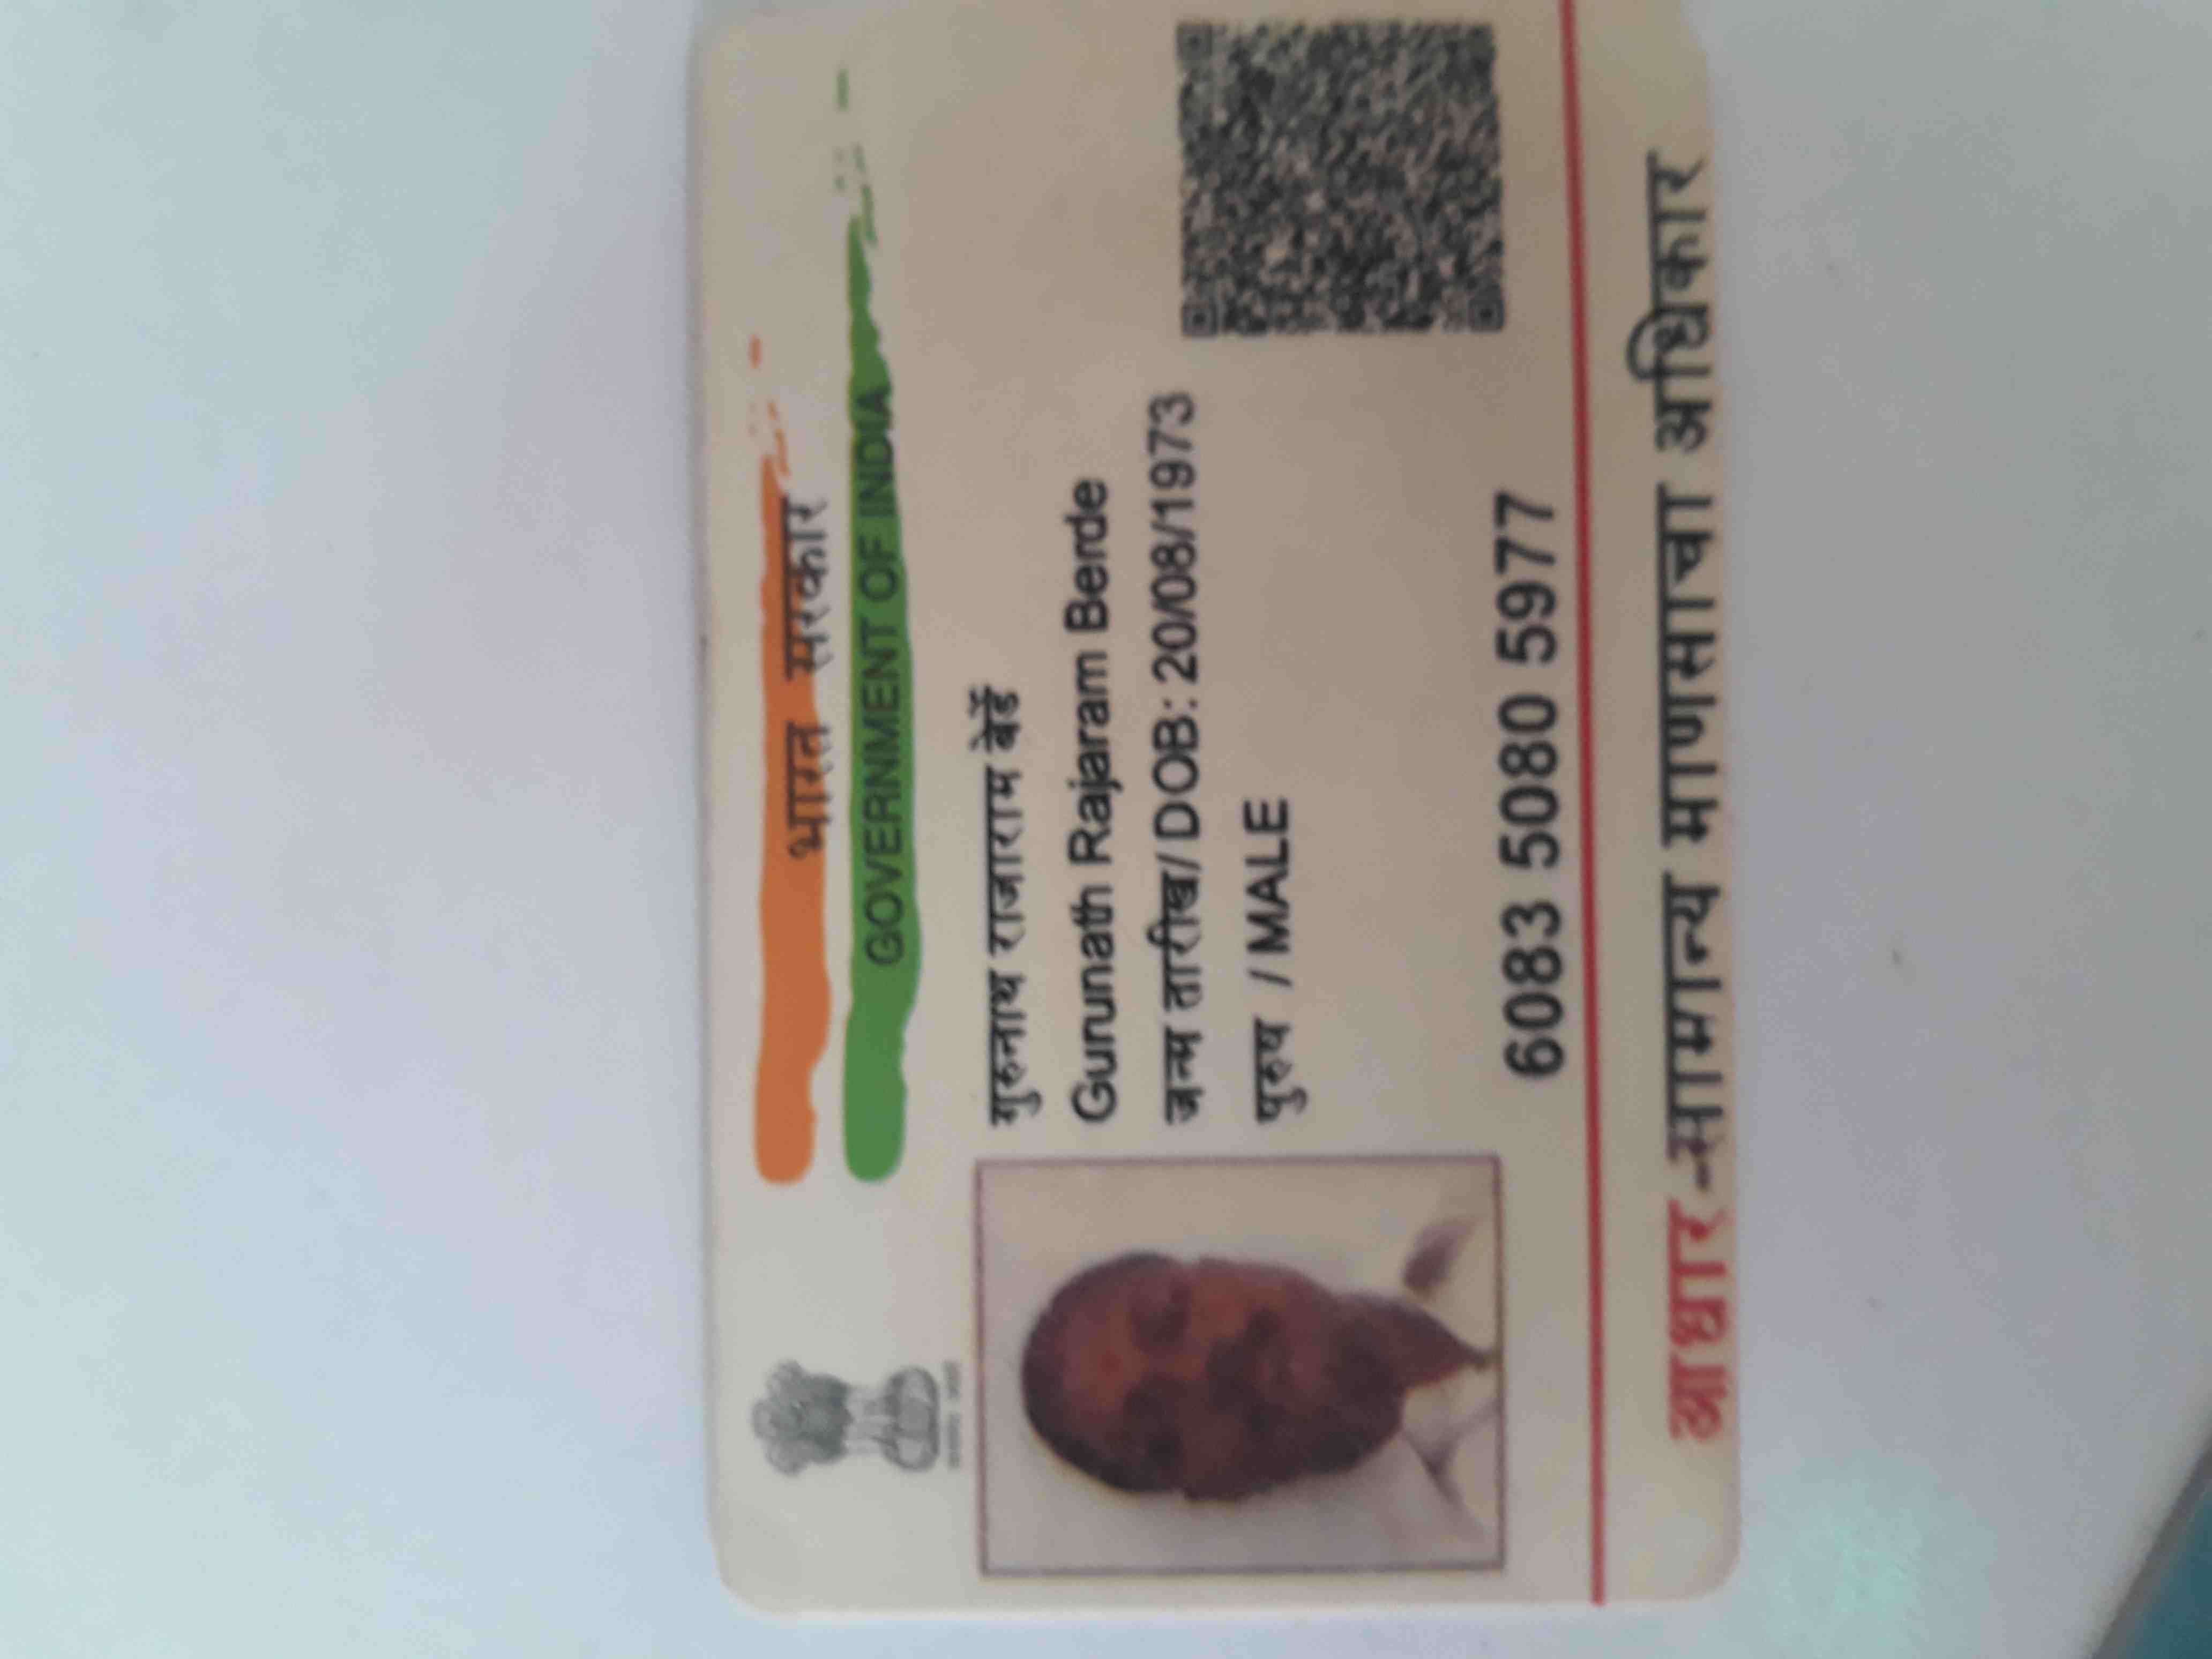 भारत सरकार
GOVERNMENT OF INDIA
गुरुनाथ राजाराम बेर्डे
Gurunath Rajaram Berde
जन्म तारीख/ DOB: 20/08/1973
पुरुष / MALE
6083 5080 5977
आधार-सामान्य माणसाचा अधिकार